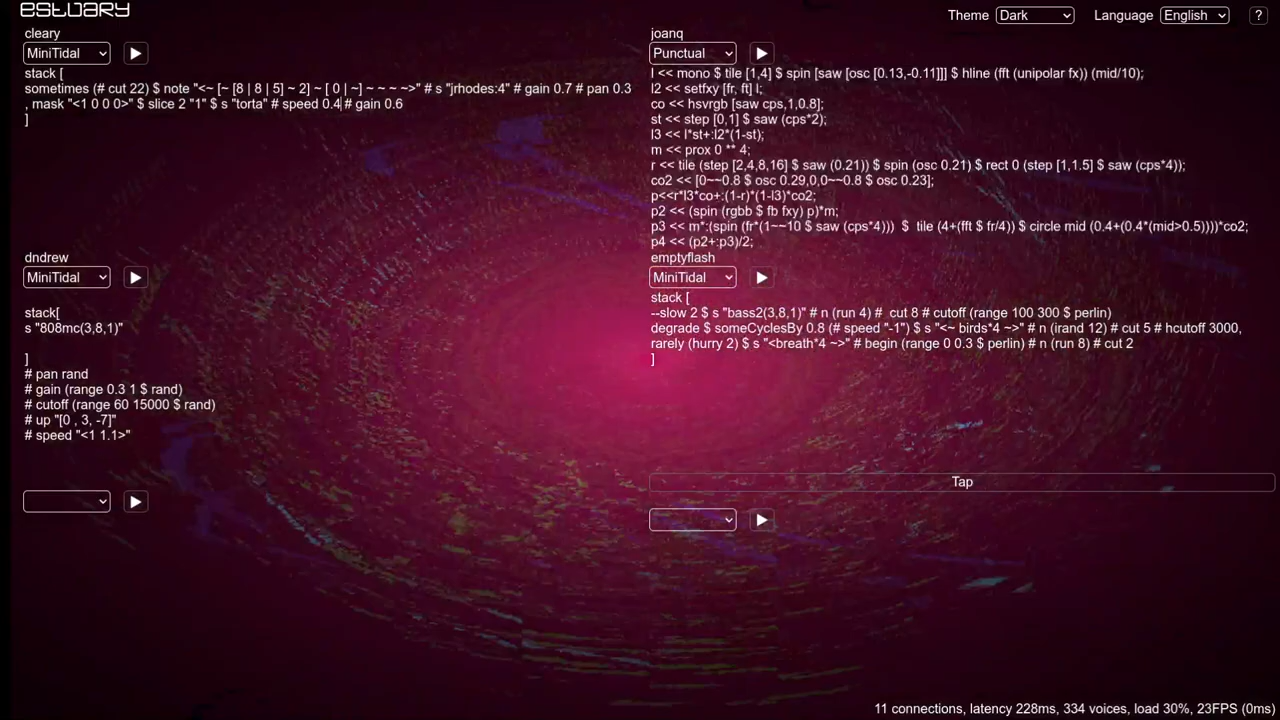 estuary
Theme Dark Language English ?
cleary
MiniTidal
stack [
sometimes (# cut 22) $ note "<~ [~ [8 | 8 | 5] ~ 2] ~ [ 0 | ~] ~ ~ ~ ~>" # s "jrhodes:4" # gain 0.7 # pan 0.3
, mask "<1 0 0 0>" $ slice 2 "1" $ s "torta" # speed 0.4 # gain 0.6
]
joanq
Punctual
l << mono $ tile [1,4] $ spin [saw [osc [0.13,-0.11]]] $ hline (fft (unipolar fx)) (mid/10);
l2 << setfxy [fr, ft] l;
co << hsvrgb [saw cps,1,0.8];
st << step [0,1] $ saw (cps*2);
l3 << l*st+:l2*(1-st);
m << prox 0 ** 4;
r << tile (step [2,4,8,16] $ saw (0.21)) $ spin (osc 0.21) $ rect 0 (step [1,1.5] $ saw (cps*4));
co2 << [0~~0.8 $ osc 0.29,0,0~~0.8 $ osc 0.23];
p<<r*l3*co+:(1-r)*(1-l3)*co2;
p2 << (spin (rgbb $ fb fxy) p)*m;
p3 << m*:(spin (fr*(1~~10 $ saw (cps*4))) $ tile (4+(fft $ fr/4)) $ circle mid (0.4+(0.4*(mid>0.5))))*co2;
p4 << (p2+:p3)/2;
dndrew
MiniTidal
stack[
s "808mc(3,8,1)"
]
# pan rand
# gain (range 0.3 1 $ rand)
# cutoff (range 60 15000 $ rand)
# up "[0 , 3, -7]"
# speed "<1 1.1>"
emptyflash
MiniTidal
stack [
--slow 2 $ s "bass2(3,8,1)" # n (run 4) # cut 8 # cutoff (range 100 300 $ perlin)
degrade $ someCyclesBy 0.8 (# speed "-1") $ s "<~ birds*4 ~>" # n (irand 12) # cut 5 # hcutoff 3000,
rarely (hurry 2) $ s "<breath*4 ~>" # begin (range 0 0.3 $ perlin) # n (run 8) # cut 2
]
Tap
11 connections, latency 228ms, 334 voices, load 30%, 23FPS (0ms)